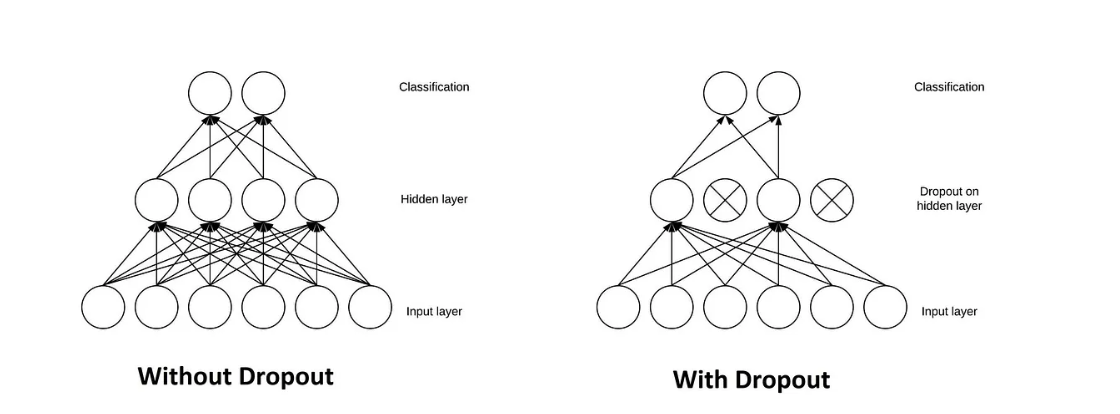 Classification
Hidden layer
Input layer
Without Dropout
Classification
Dropout on
hidden layer
Input layer
With Dropout